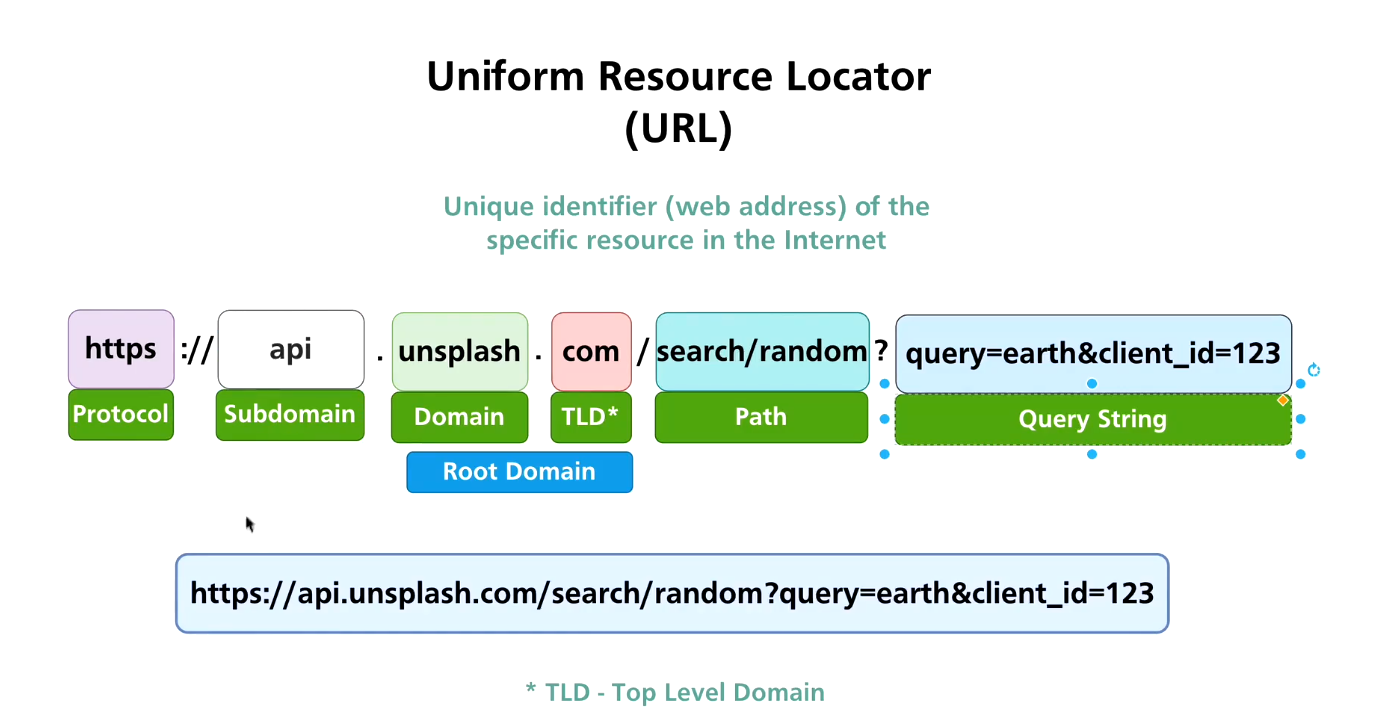 Uniform Resource Locator
(URL)
Unique identifier (web address) of the
specific resource in the Internet
https :// api . unsplash . com / search/random ? query=earth&client_id=123
Protocol Subdomain Domain TLD* Path Query String
Root Domain
https://api.unsplash.com/search/random?query=earth&client_id=123
* TLD - Top Level Domain